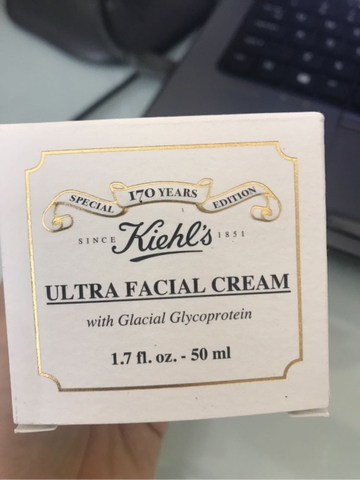 SPECIAL 170 YEARS EDITION
SINCE Kiehl's 1851
ULTRA FACIAL CREAM
with Glacial Glycoprotein
1.7 fl. oz. - 50 ml